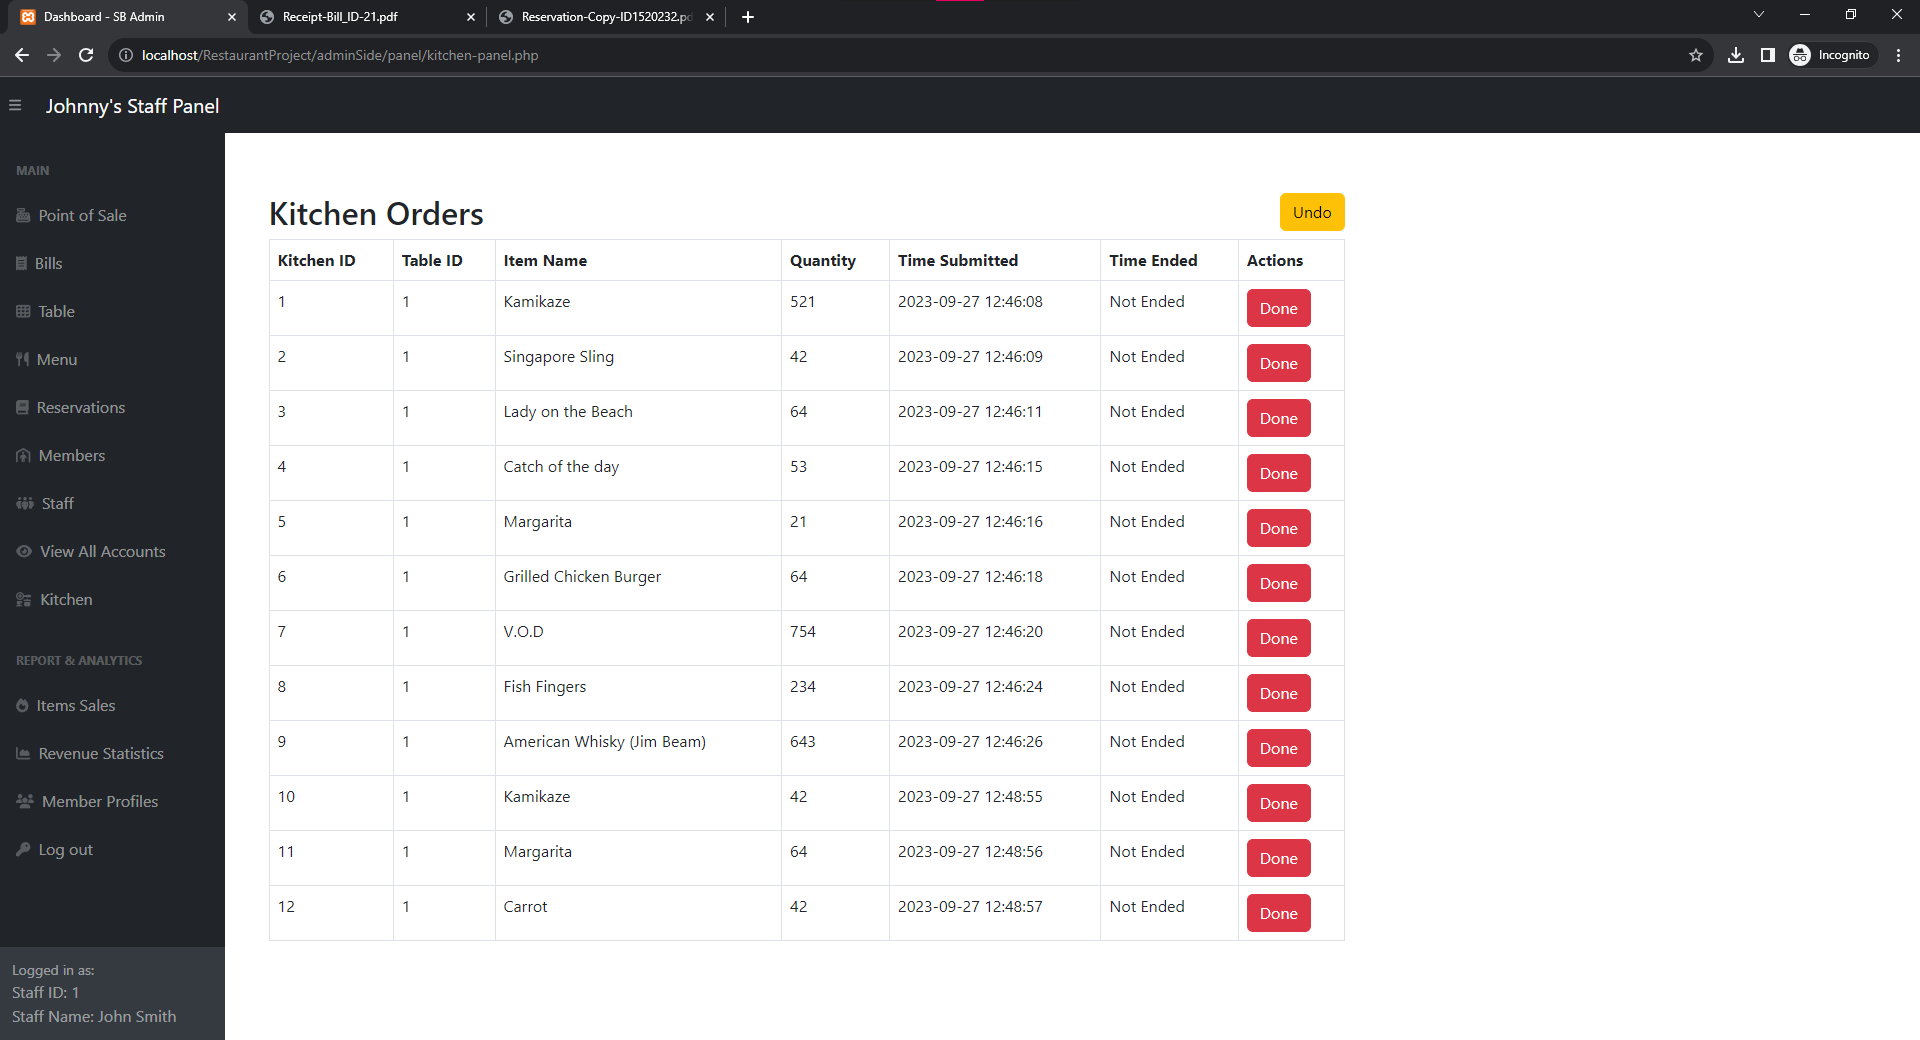 Dashboard - SB Admin
Receipt-Bill_ID-21.pdf
Reservation-Copy-ID1520232.pd
localhost/RestaurantProject/adminSide/panel/kitchen-panel.php
Incognito
Johnny's Staff Panel
MAIN
Point of Sale
Bills
Table
Menu
Reservations
Members
Staff
View All Accounts
Kitchen
REPORT & ANALYTICS
Items Sales
Revenue Statistics
Member Profiles
Log out
Logged in as:
Staff ID: 1
Staff Name: John Smith
Kitchen Orders
Undo
Kitchen ID Table ID Item Name Quantity Time Submitted Time Ended Actions
1 1 Kamikaze 521 2023-09-27 12:46:08 Not Ended Done
2 1 Singapore Sling 42 2023-09-27 12:46:09 Not Ended Done
3 1 Lady on the Beach 64 2023-09-27 12:46:11 Not Ended Done
4 1 Catch of the day 53 2023-09-27 12:46:15 Not Ended Done
5 1 Margarita 21 2023-09-27 12:46:16 Not Ended Done
6 1 Grilled Chicken Burger 64 2023-09-27 12:46:18 Not Ended Done
7 1 V.O.D 754 2023-09-27 12:46:20 Not Ended Done
8 1 Fish Fingers 234 2023-09-27 12:46:24 Not Ended Done
9 1 American Whisky (Jim Beam) 643 2023-09-27 12:46:26 Not Ended Done
10 1 Kamikaze 42 2023-09-27 12:48:55 Not Ended Done
11 1 Margarita 64 2023-09-27 12:48:56 Not Ended Done
12 1 Carrot 42 2023-09-27 12:48:57 Not Ended Done